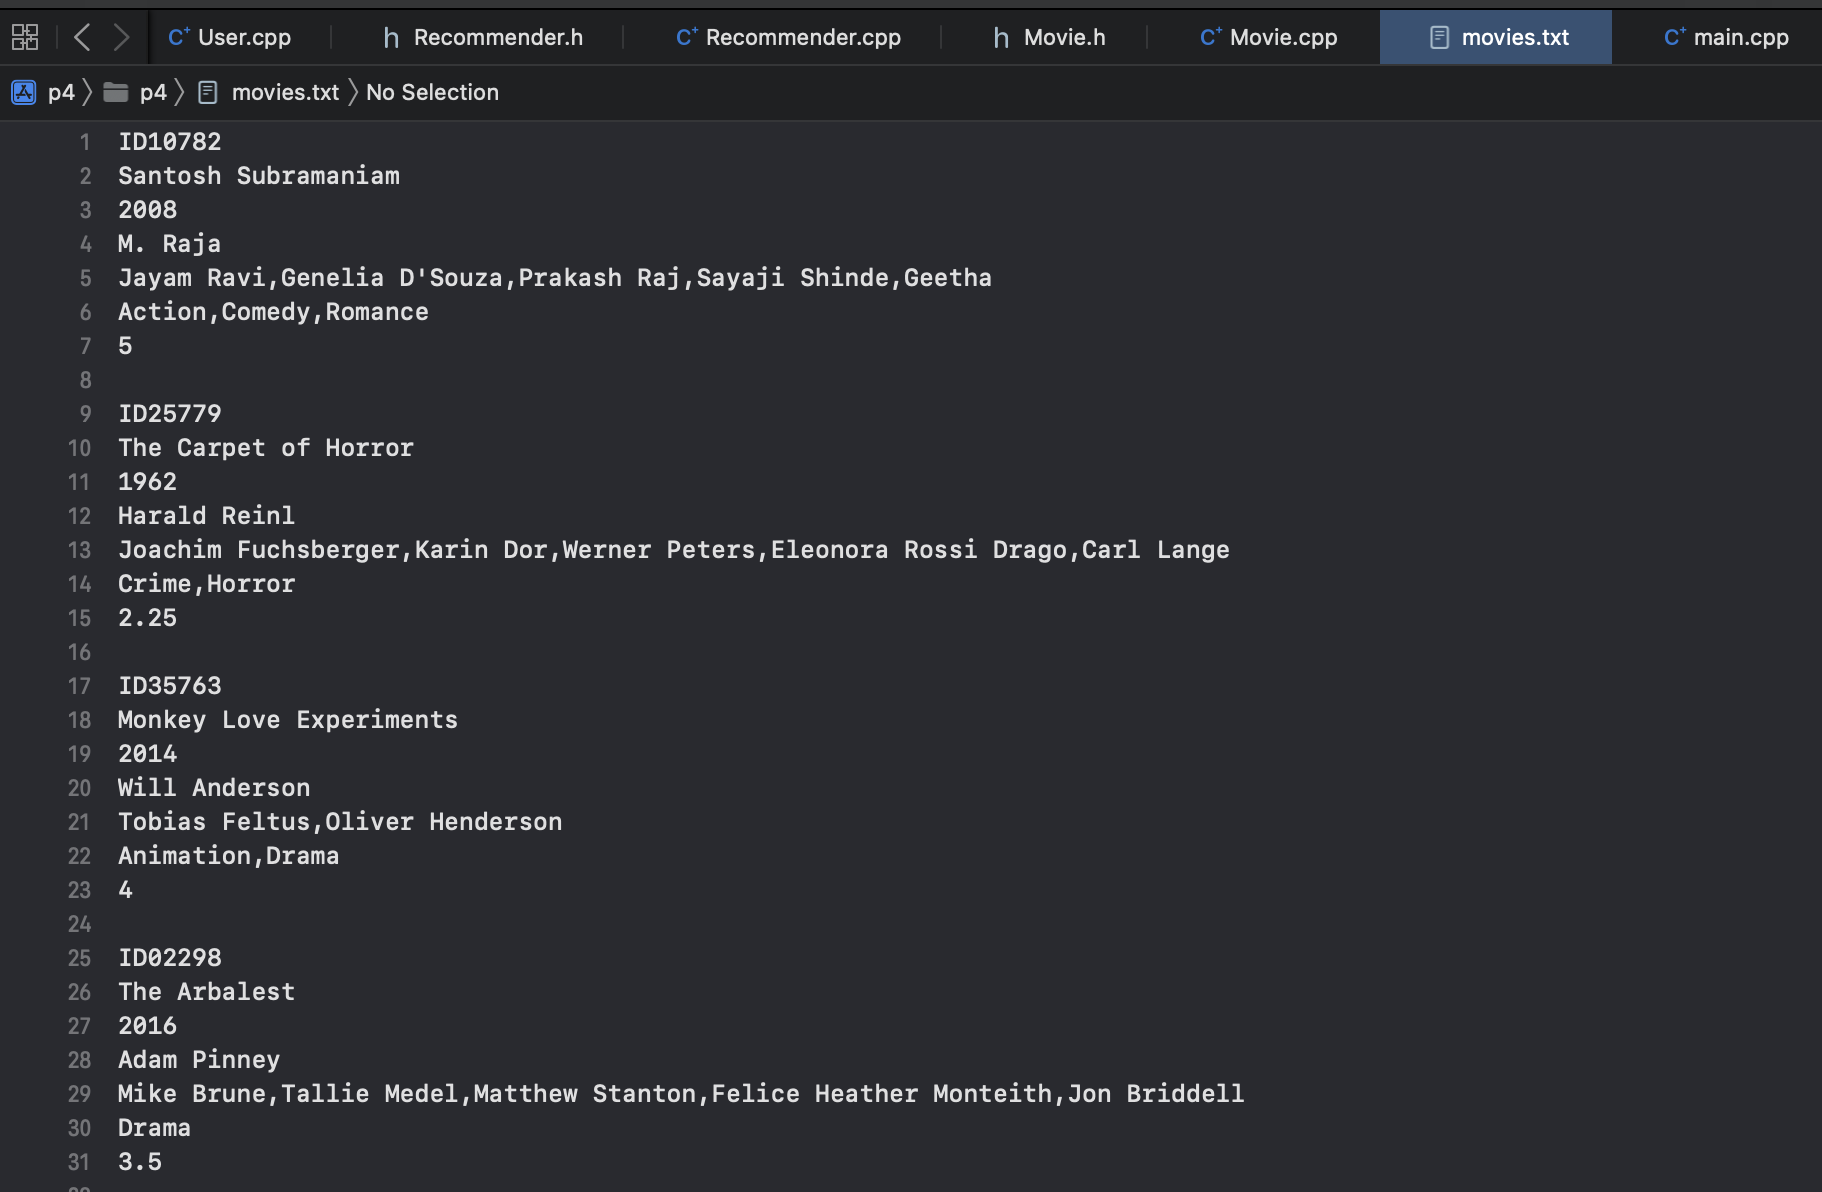 User.cpp Recommender.h Recommender.cpp Movie.h Movie.cpp movies.txt main.cpp
p4 p4 movies.txt No Selection
1 ID10782
2 Santosh Subramaniam
3 2008
4 M. Raja
5 Jayam Ravi,Genelia D'Souza,Prakash Raj,Sayaji Shinde,Geetha
6 Action,Comedy,Romance
7 5
8
9 ID25779
10 The Carpet of Horror
11 1962
12 Harald Reinl
13 Joachim Fuchsberger,Karin Dor,Werner Peters,Eleonora Rossi Drago,Carl Lange
14 Crime,Horror
15 2.25
16
17 ID35763
18 Monkey Love Experiments
19 2014
20 Will Anderson
21 Tobias Feltus,Oliver Henderson
22 Animation,Drama
23 4
24
25 ID02298
26 The Arbalest
27 2016
28 Adam Pinney
29 Mike Brune,Tallie Medel,Matthew Stanton,Felice Heather Monteith,Jon Briddell
30 Drama
31 3.5